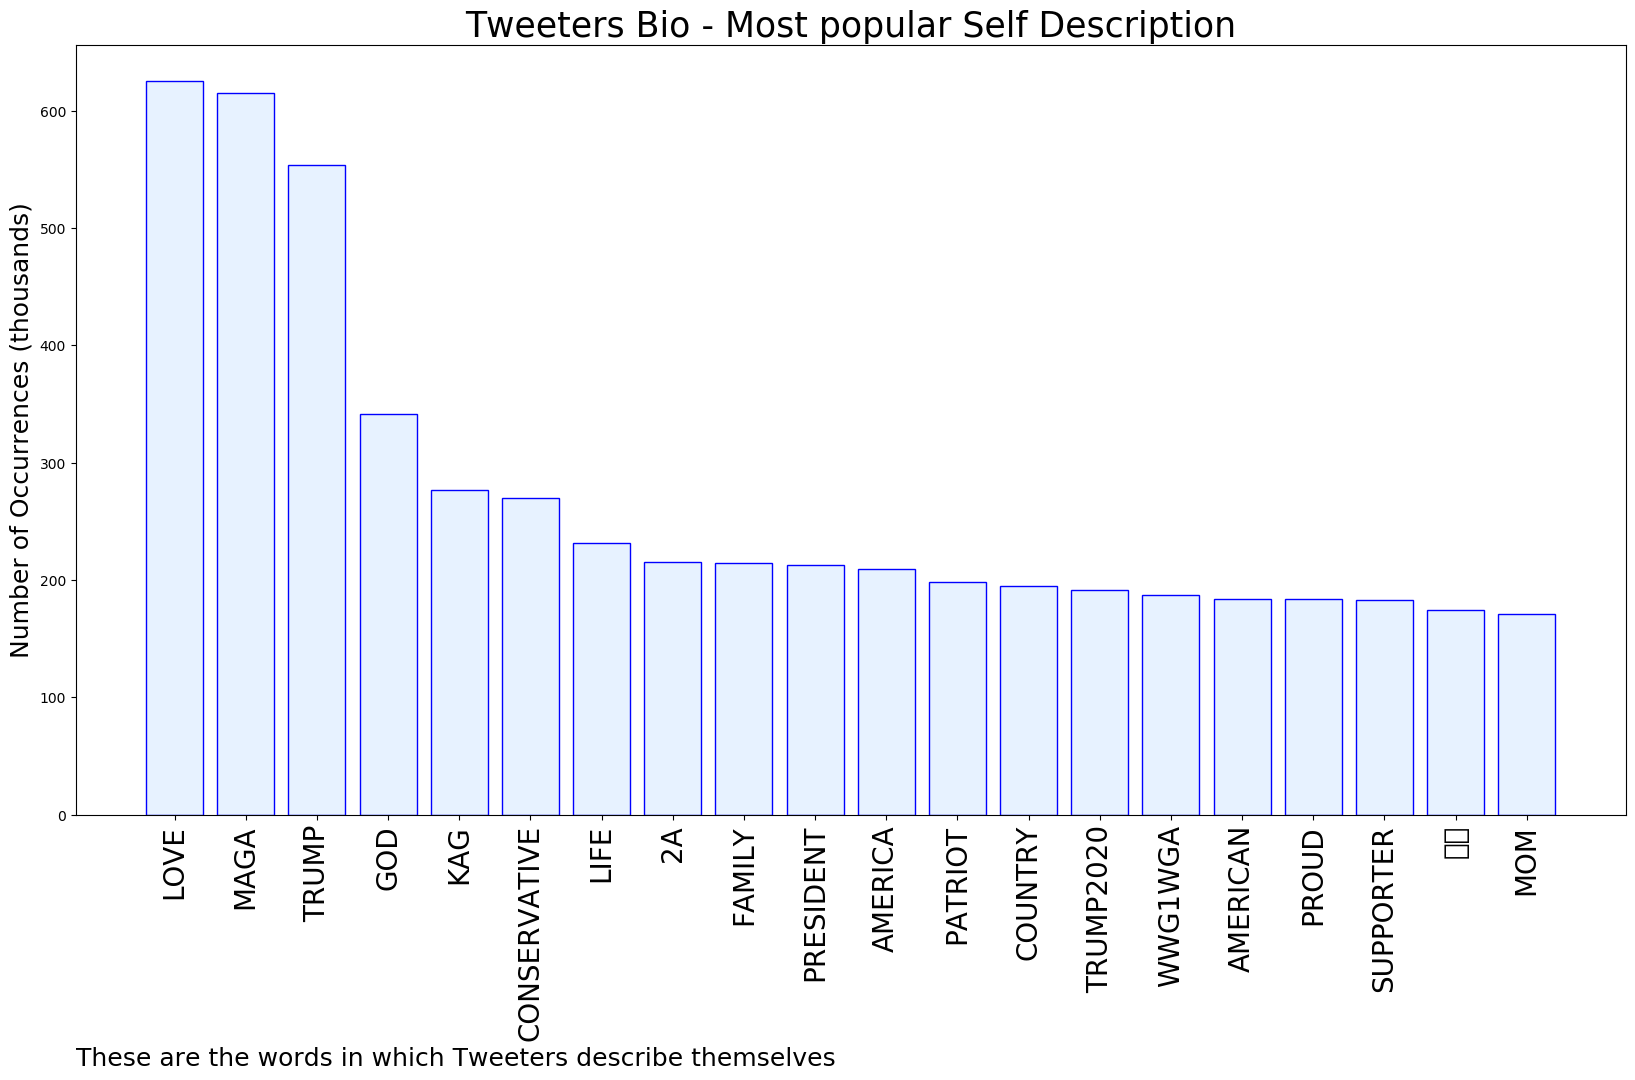 Tweeters Bio - Most popular Self Description
Number of Occurrences (thousands)
600
500
400
300
200
100
0
LOVE
MAGA
TRUMP
GOD
KAG
CONSERVATIVE
LIFE
2A
FAMILY
PRESIDENT
AMERICA
PATRIOT
COUNTRY
TRUMP2020
WWG1WGA
AMERICAN
PROUD
SUPPORTER
MOM
These are the words in which Tweeters describe themselves